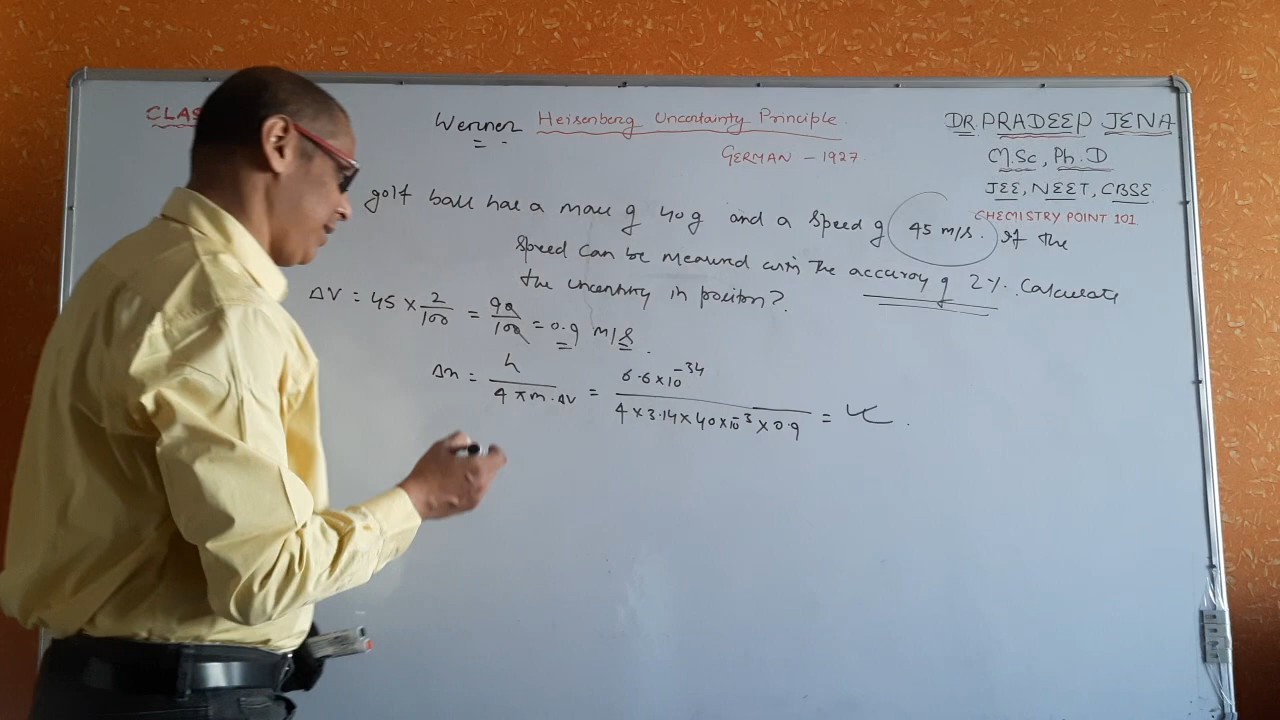 CLAS
Werner Heisenberg Uncertainty Principle
GERMAN - 1927.
DR. PRADEEP JENA
M.Sc, Ph.D
JEE, NEET, CBSE
CHEMISTRY POINT 101
golf ball has a mass of 40g and a speed of 45 m/s. If the
speed can be measured with the accuracy of 2%. Calculate
the uncertinty in position?
ΔV = 45 × 2/100 = 90/100 = 0.9 m/s.
Δx = h/4πm.ΔV = 6.6×10⁻³⁴/4×3.14×40×10⁻³×0.9 =